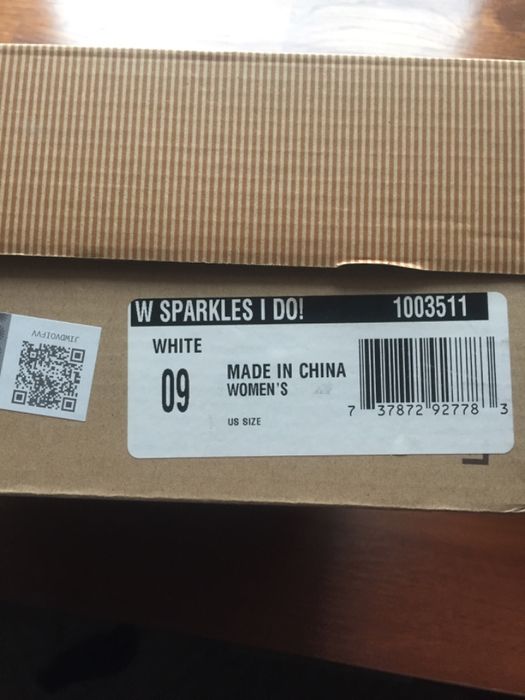 W SPARKLES I DO! 1003511
WHITE
09
MADE IN CHINA
WOMEN'S
US SIZE
7 37872 92778 3